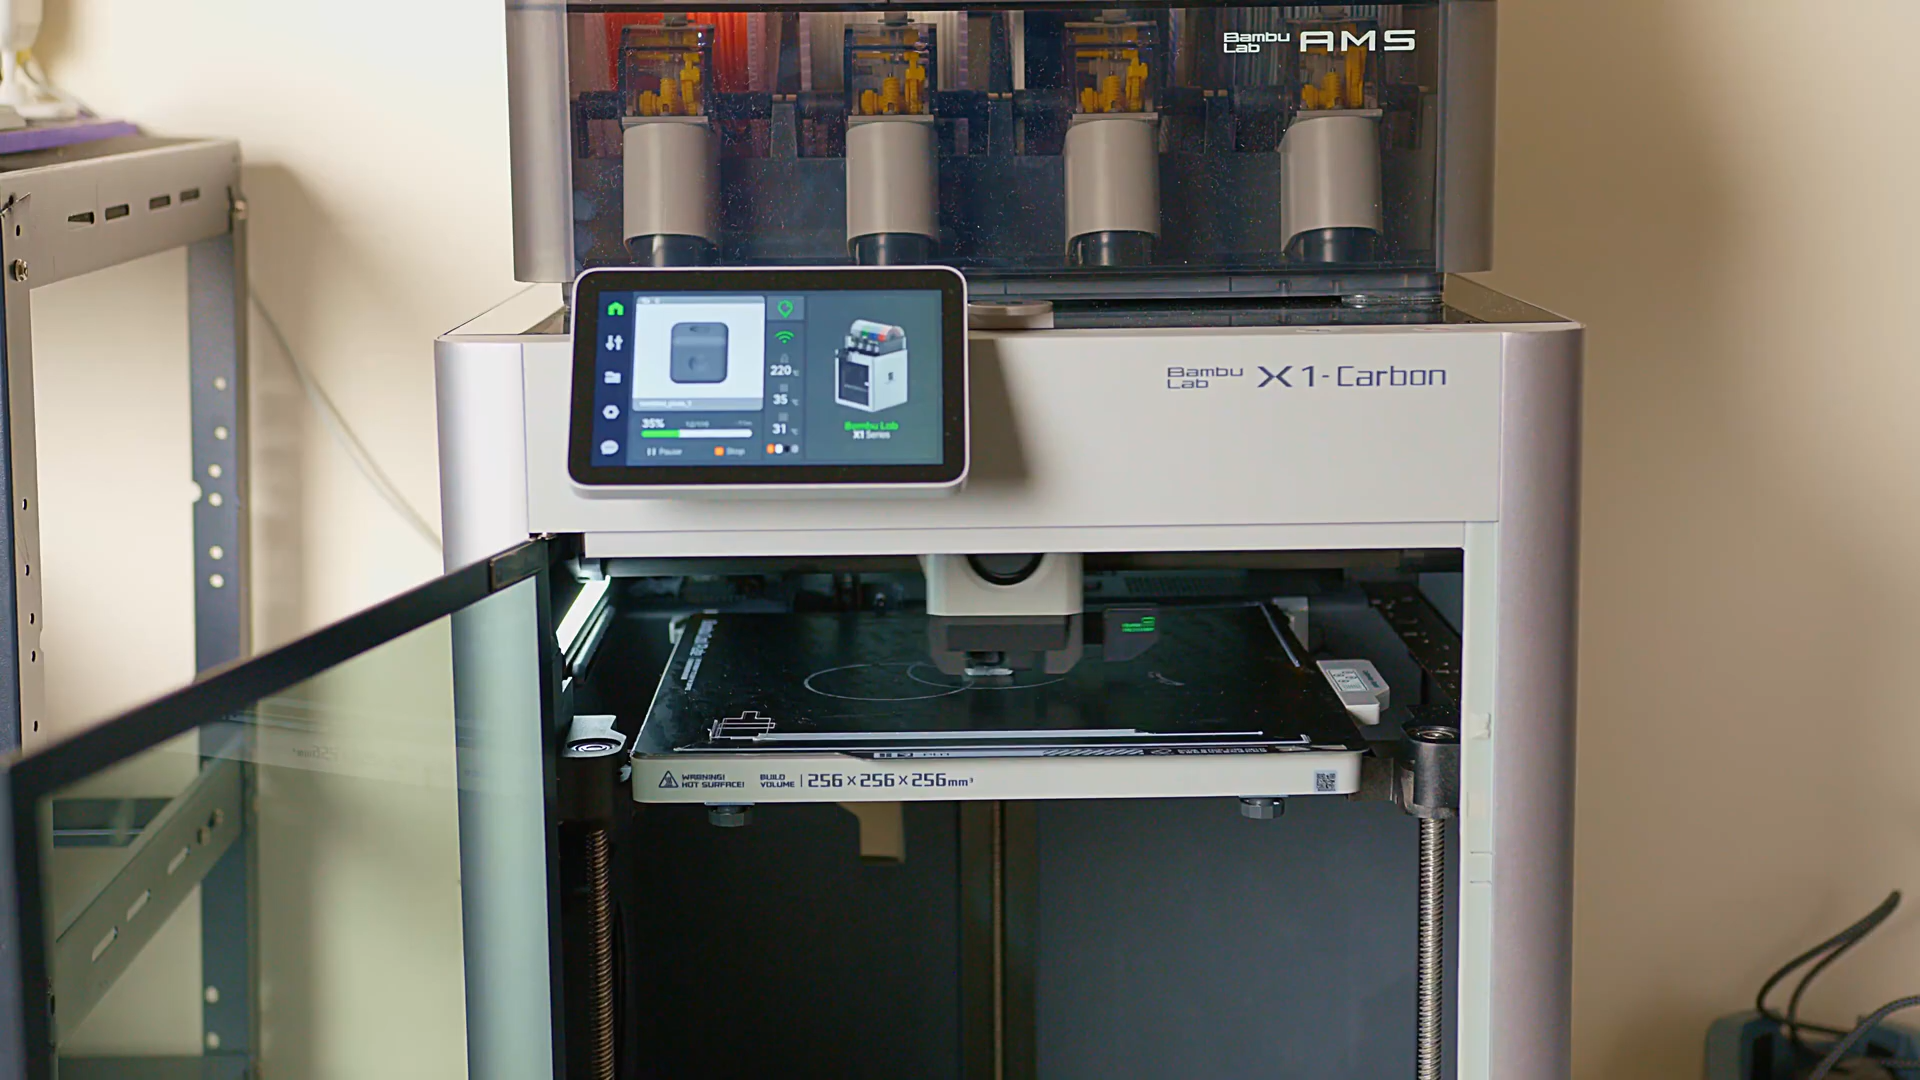 Bambu
Lab
AMS
Bambu
Lab
X1-Carbon
220
35
31
35%
Pause
Stop
Bambu Lab
X1 Series
WARNING!
HOT SURFACE!
BUILD
VOLUME
256×256×256mm³